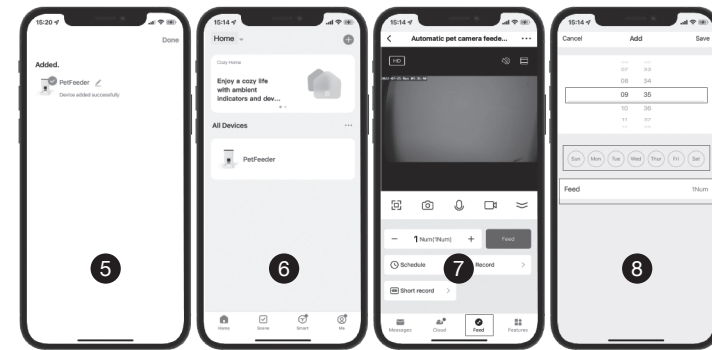 15:20
Done
Added.
PetFeeder
Device added successfully
5
15:14
Home
Cozy Home
Enjoy a cozy life
with ambient
indicators and dev...
All Devices
PetFeeder
6
Home Scene Smart Me
15:14
Automatic pet camera feede...
HD
1 Num(1Num)
Feed
Schedule
Record
7
Short record
Messages Cloud Feed Features
15:14
Cancel Add Save
08 34
09 35
10 36
Sun Mon Tue Wed Thur Fri Sat
Feed 1Num
8